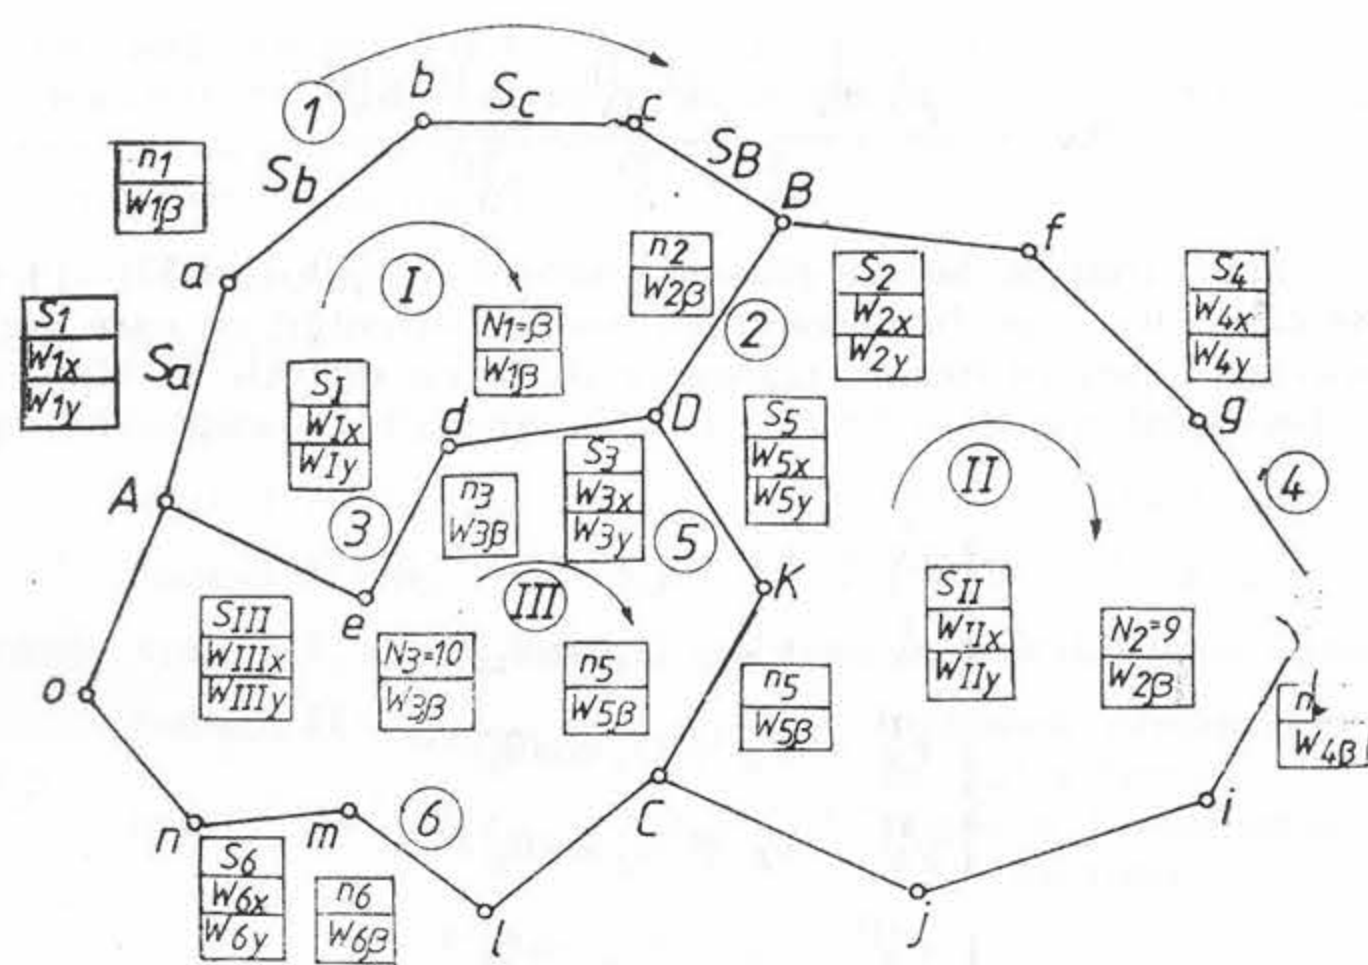 1
b
Sc
c
SB
B
n1
W1β
Sb
a
I
n2
W2β
f
S2
W2x
W2y
S4
W4x
W4y
S1
W1x
W1y
Sa
N1=β
W1β
2
SI
WIx
WIy
d
D
S5
W5x
W5y
g
A
3
n3
W3β
S3
W3x
W3y
5
II
4
e
III
K
SIII
WIIIx
WIIIy
N3=10
W3β
n5
W5β
n5
W5β
SII
WIIx
WIIy
N2=9
W2β
o
W4β
n
m
6
C
i
S6
W6x
W6y
n6
W6β
l
j